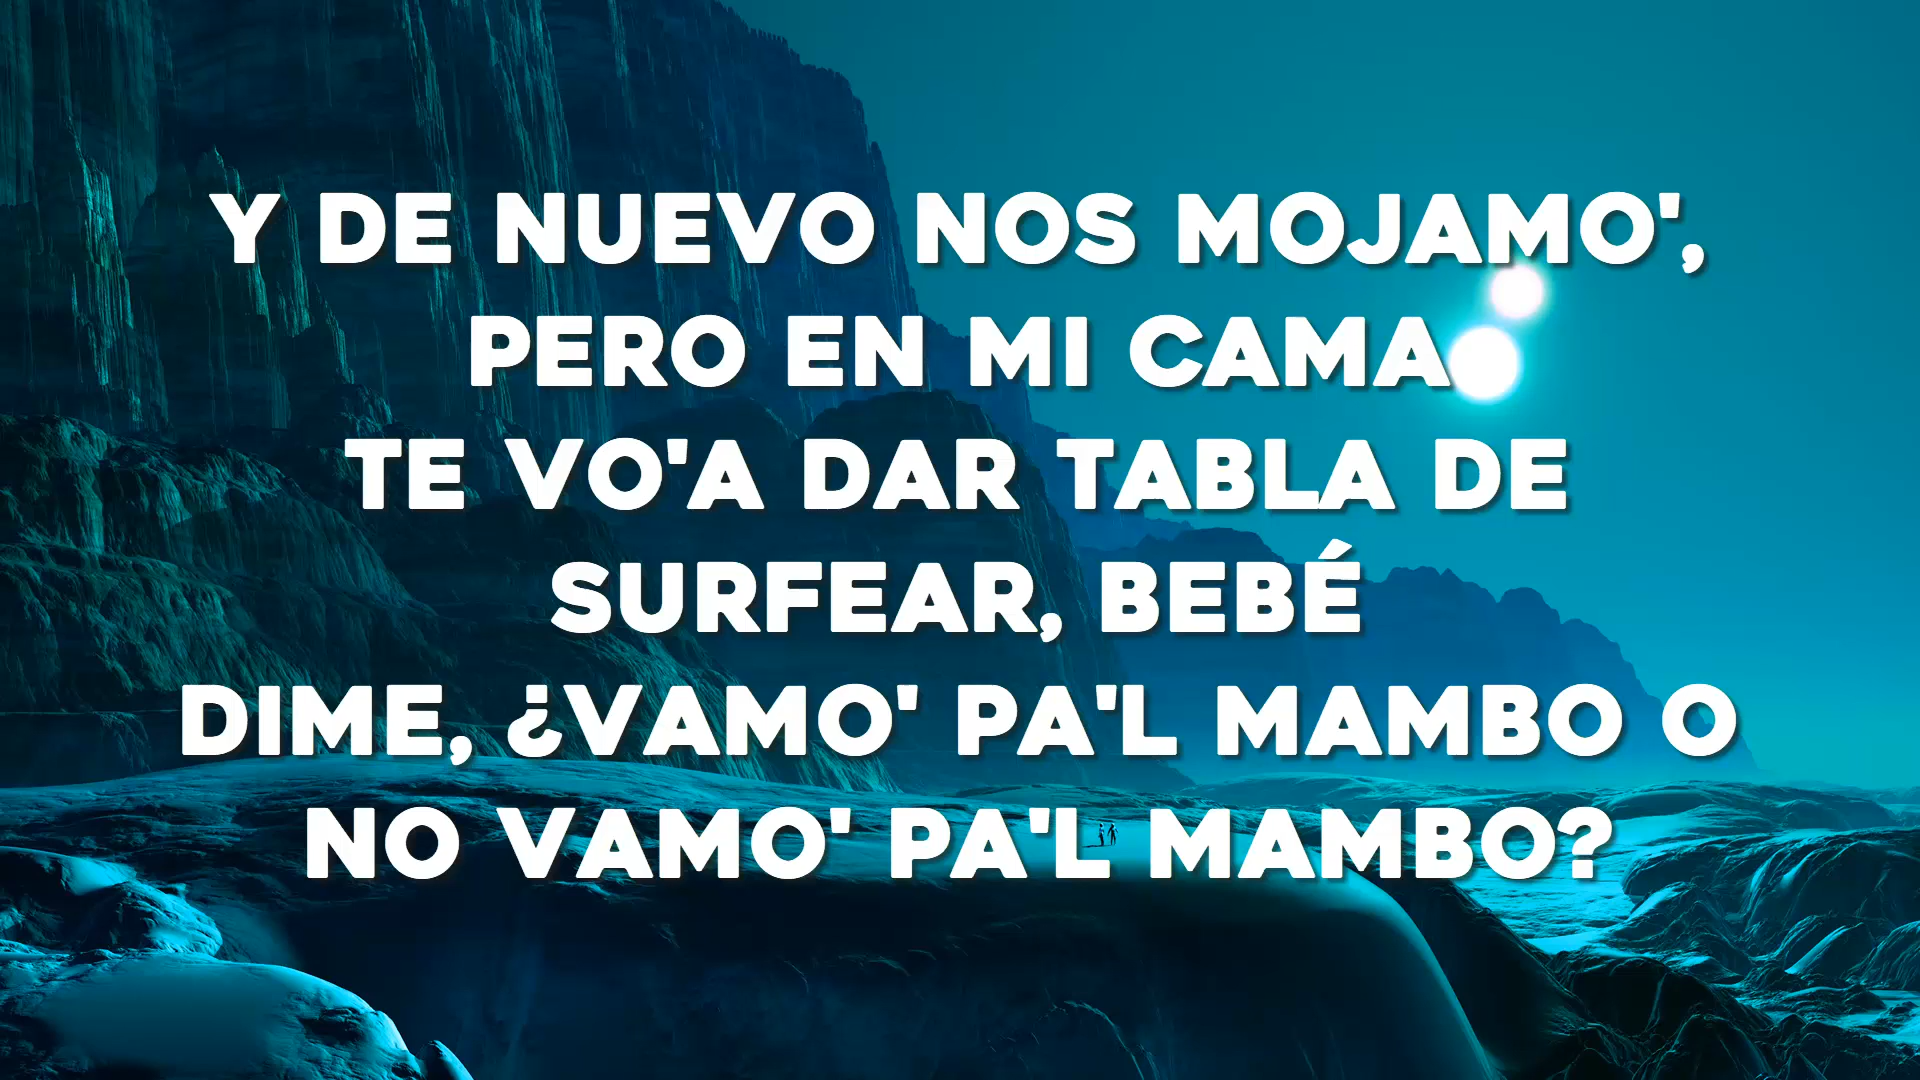 Y DE NUEVO NOS MOJAMO',
PERO EN MI CAMA
TE VO'A DAR TABLA DE
SURFEAR, BEBÉ
DIME, ¿VAMO' PA'L MAMBO O
NO VAMO' PA'L MAMBO?